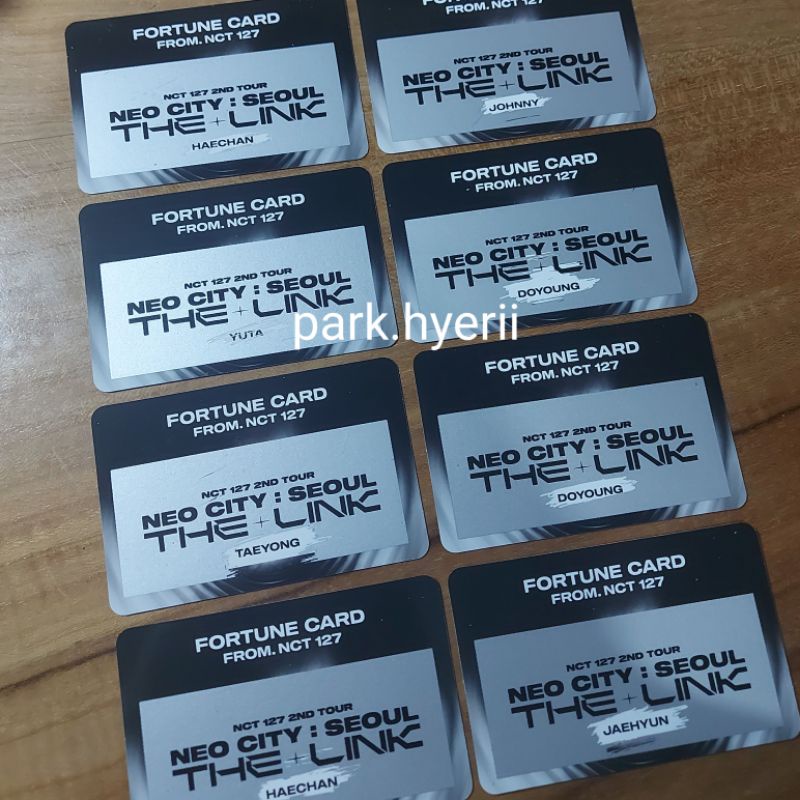 FORTUNE CARD
FROM. NCT 127
NCT 127 2ND TOUR
NEO CITY : SEOUL
THE + LINK
HAECHAN
FROM. NCT 127
NCT 127 2ND TOUR
NEO CITY : SEOUL
THE + LINK
JOHNNY
FORTUNE CARD
FROM. NCT 127
NCT 127 2ND TOUR
NEO CITY : SEOUL
THE + LINK
YUTA
FORTUNE CARD
FROM. NCT 127
NCT 127 2ND TOUR
NEO CITY : SEOUL
THE + LINK
DOYOUNG
park.hyerii
FORTUNE CARD
FROM. NCT 127
NCT 127 2ND TOUR
NEO CITY : SEOUL
THE + LINK
TAEYONG
FORTUNE CARD
FROM. NCT 127
NCT 127 2ND TOUR
NEO CITY : SEOUL
THE + LINK
DOYOUNG
FORTUNE CARD
FROM. NCT 127
NCT 127 2ND TOUR
NEO CITY : SEOUL
THE + LINK
HAECHAN
FORTUNE CARD
FROM. NCT 127
NCT 127 2ND TOUR
NEO CITY : SEOUL
THE + LINK
JAEHYUN